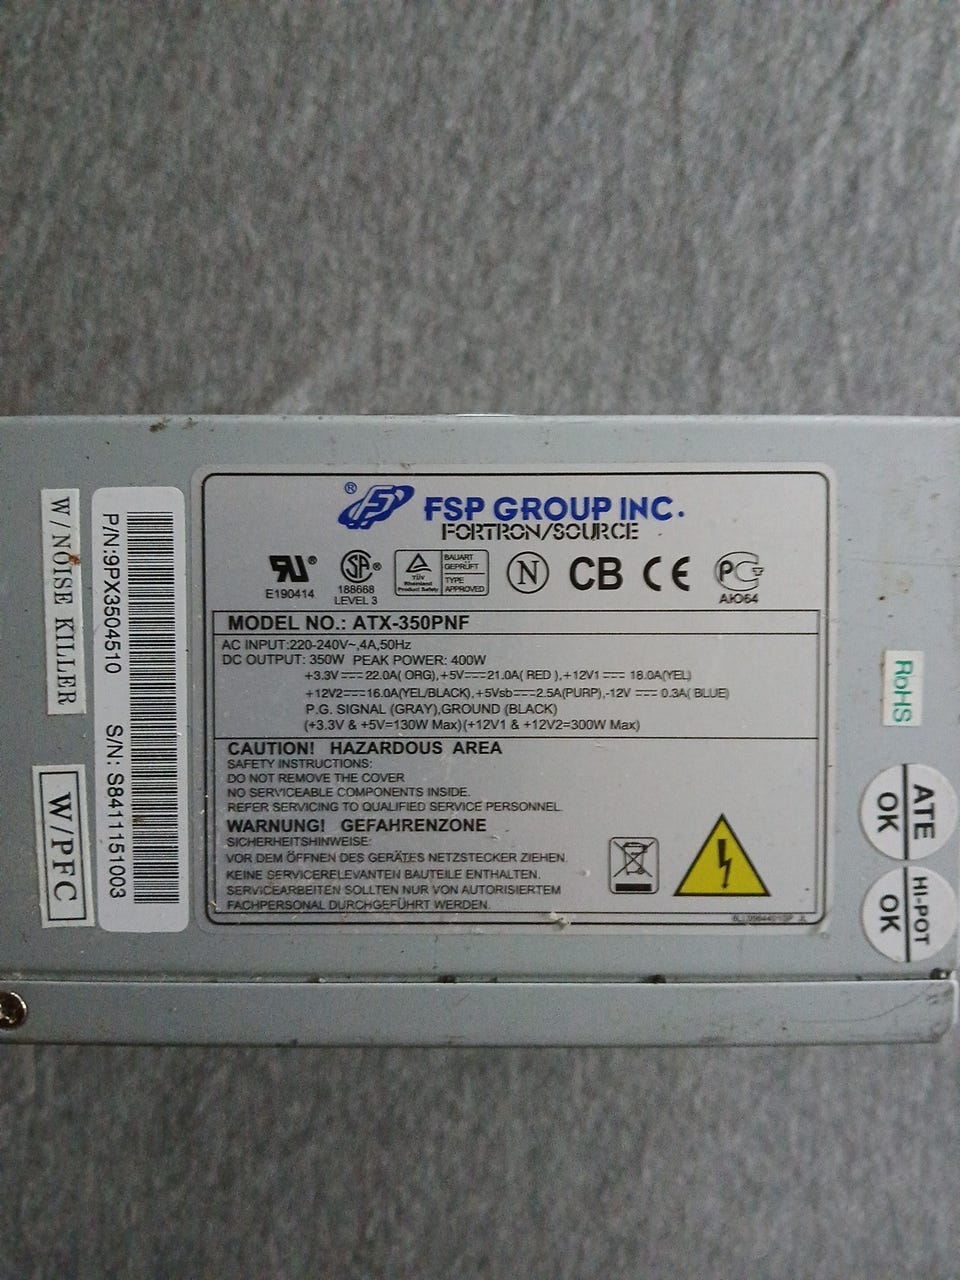 W/NOISE KILLER
W/PFC
P/N:9PX3504510 S/N: S8411151003
® FSP GROUP INC.
FORTRON/SOURCE
E190414
SA®
188668
LEVEL 3
TÜV
Rheinland
Product Safety
BAUART
GEPRÜFT
TYPE
APPROVED
N
CB
CE
АЮ64
MODEL NO.: ATX-350PNF
AC INPUT:220-240V~,4A,50Hz
DC OUTPUT: 350W PEAK POWER: 400W
+3.3V⎓22.0A( ORG),+5V⎓21.0A( RED ),+12V1⎓ 18.0A(YEL)
+12V2⎓16.0A(YEL/BLACK),+5Vsb⎓2.5A(PURP),-12V ⎓ 0.3A( BLUE)
P.G. SIGNAL (GRAY),GROUND (BLACK)
(+3.3V & +5V=130W Max)(+12V1 & +12V2=300W Max)
CAUTION! HAZARDOUS AREA
SAFETY INSTRUCTIONS:
DO NOT REMOVE THE COVER
NO SERVICEABLE COMPONENTS INSIDE.
REFER SERVICING TO QUALIFIED SERVICE PERSONNEL.
WARNUNG! GEFAHRENZONE
SICHERHEITSHINWEISE:
VOR DEM ÖFFNEN DES GERÄTES NETZSTECKER ZIEHEN.
KEINE SERVICERELEVANTEN BAUTEILE ENTHALTEN.
SERVICEARBEITEN SOLLTEN NUR VON AUTORISIERTEM
FACHPERSONAL DURCHGEFÜHRT WERDEN.
RoHS
ATE
OK
HI-POT
OK